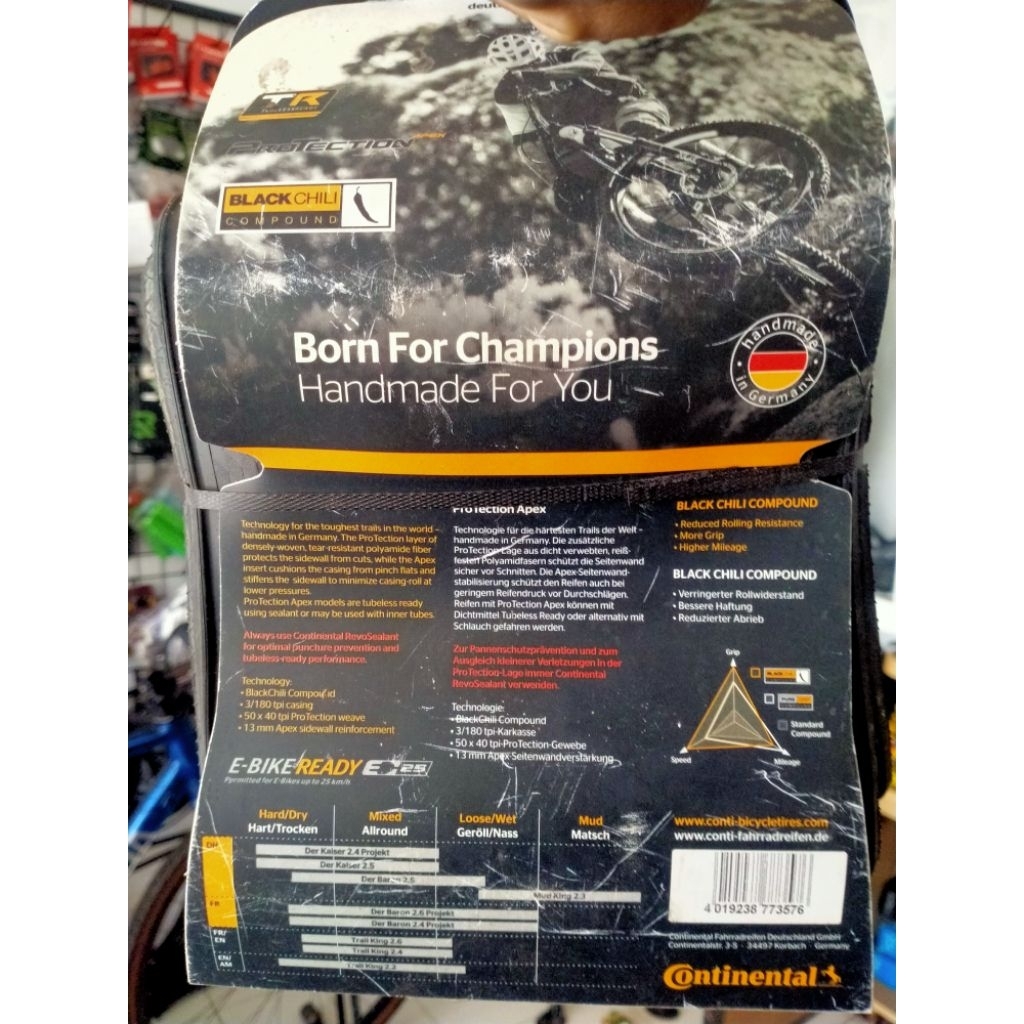 TR
PROTECTION APEX
BLACK CHILI
COMPOUND
Born For Champions
Handmade For You
handmade
in Germany
Technology for the toughest trails in the world –
handmade in Germany. The ProTection layer of
densely-woven, tear-resistant polyamide fiber
protects the sidewall from cuts, while the Apex
insert cushions the casing from pinch flats and
stiffens the sidewall to minimize casing-roll at
lower pressures.
ProTection Apex models are tubeless ready
using sealant or may be used with inner tubes.
Always use Continental RevoSealant
for optimal puncture prevention and
tubeless-ready performance.
Technology:
• BlackChili Compound
• 3/180 tpi casing
• 50 x 40 tpi ProTection weave
• 13 mm Apex sidewall reinforcement
ProTection Apex
Technologie für die härtesten Trails der Welt -
handmade in Germany. Die zusätzliche
ProTection-Lage aus dicht verwebten, reiß-
festen Polyamidfasern schützt die Seitenwand
sicher vor Schnitten. Die Apex-Seitenwand-
stabilisierung schützt den Reifen auch bei
geringem Reifendruck vor Durchschlägen.
Reifen mit ProTection Apex können mit
Dichtmittel Tubeless Ready oder alternativ mit
Schlauch gefahren werden.
Zur Pannenschutzprävention und zum
Ausgleich kleinerer Verletzungen in der
ProTection-Lage immer Continental
RevoSealant verwenden.
Technologie:
• BlackChili Compound
• 3/180 tpi-Karkasse
• 50 x 40 tpi-ProTection-Gewebe
• 13 mm Apex-Seitenwandverstärkung
BLACK CHILI COMPOUND
• Reduced Rolling Resistance
• More Grip
• Higher Mileage
BLACK CHILI COMPOUND
• Verringerter Rollwiderstand
• Bessere Haftung
• Reduzierter Abrieb
Grip
Speed
Mileage
Standard
Compound
E-BIKE READY 25
Permitted for E-Bikes up to 25 km/h
Hard/Dry Mixed Loose/Wet Mud
Hart/Trocken Allround Geröll/Nass Matsch
DH
Der Kaiser 2.4 Projekt
Der Kaiser 2.5
Der Baron 2.5
Mud King 2.3
FR
Der Baron 2.6 Projekt
Der Baron 2.4 Projekt
FR/
EN
Trail King 2.6
Trail King 2.4
EN/
AM
Trail King 2.2
www.conti-bicycletires.com
www.conti-fahrradreifen.de
4 019238 773576
Continental Fahrradreifen Deutschland GmbH
Continentalstr. 3-5 · 34497 Korbach · Germany
Continental